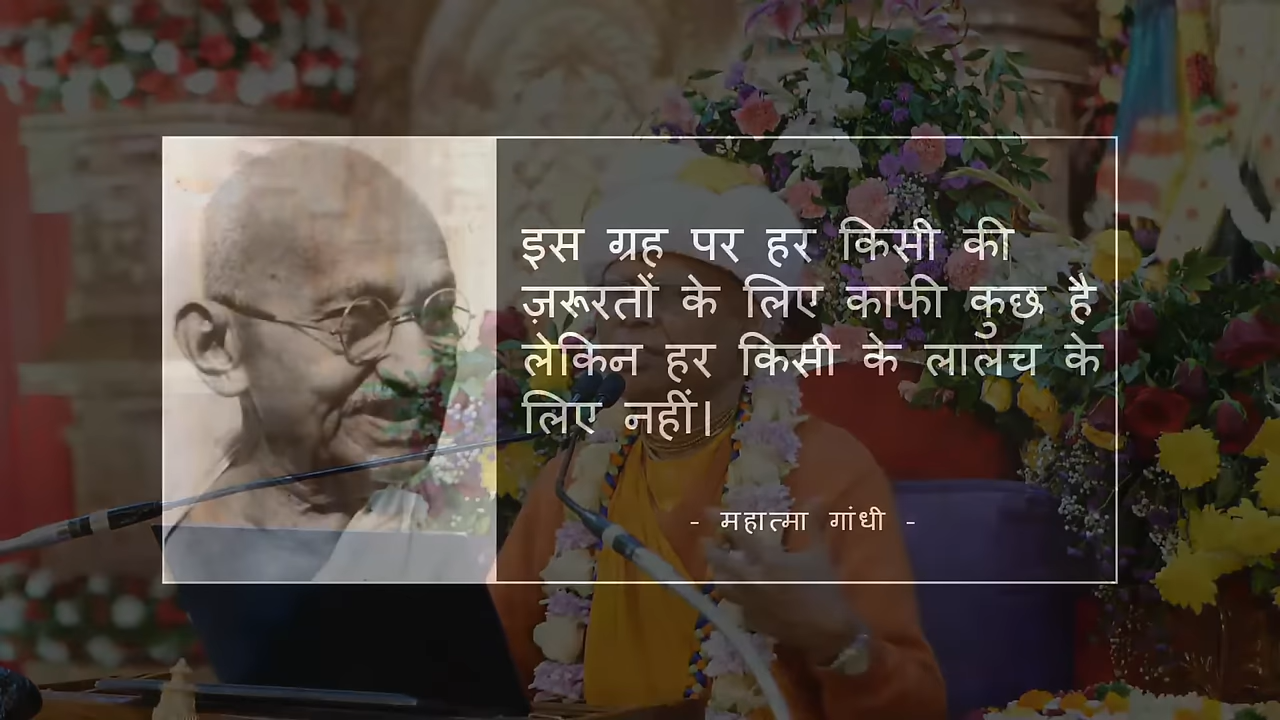 इस ग्रह पर हर किसी की
ज़रूरतों के लिए काफी कुछ है
लेकिन हर किसी के लालच के
लिए नहीं।
- महात्मा गांधी -